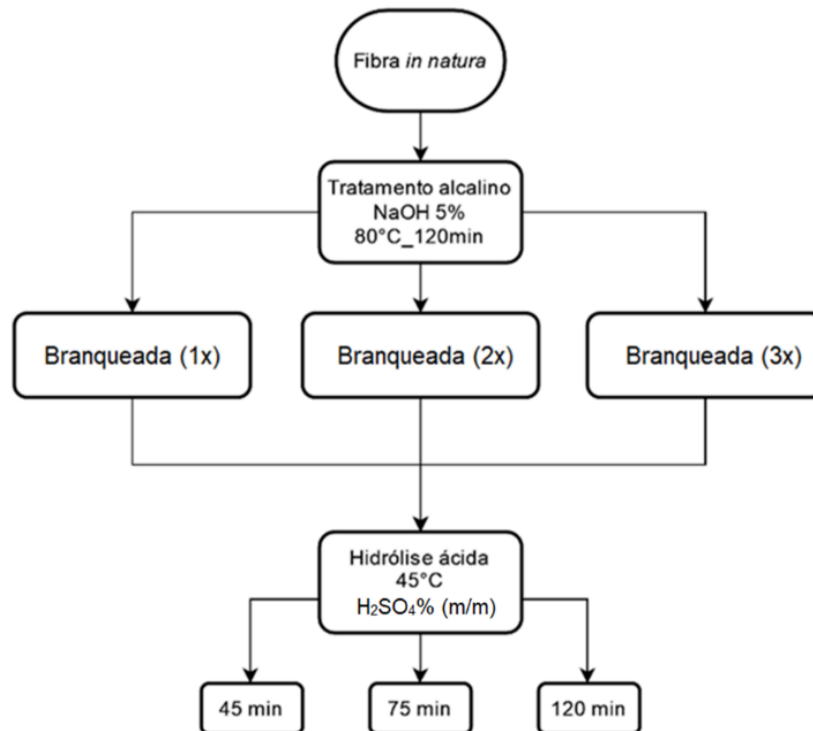 Fibra in natura
Tratamento alcalino
NaOH 5%
80°C_120min
Branqueada (1x)
Branqueada (2x)
Branqueada (3x)
Hidrólise ácida
45°C
H₂SO₄% (m/m)
45 min
75 min
120 min